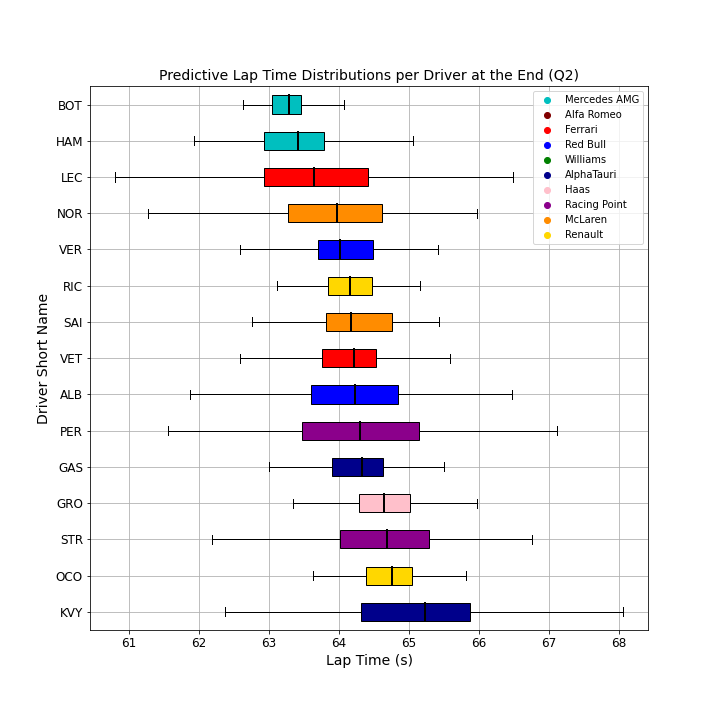 Predictive Lap Time Distributions per Driver at the End (Q2)
BOT
HAM
LEC
NOR
VER
RIC
SAI
VET
ALB
PER
GAS
GRO
STR
OCO
KVY
Driver Short Name
Mercedes AMG
Alfa Romeo
Ferrari
Red Bull
Williams
AlphaTauri
Haas
Racing Point
McLaren
Renault
61 62 63 64 65 66 67 68
Lap Time (s)